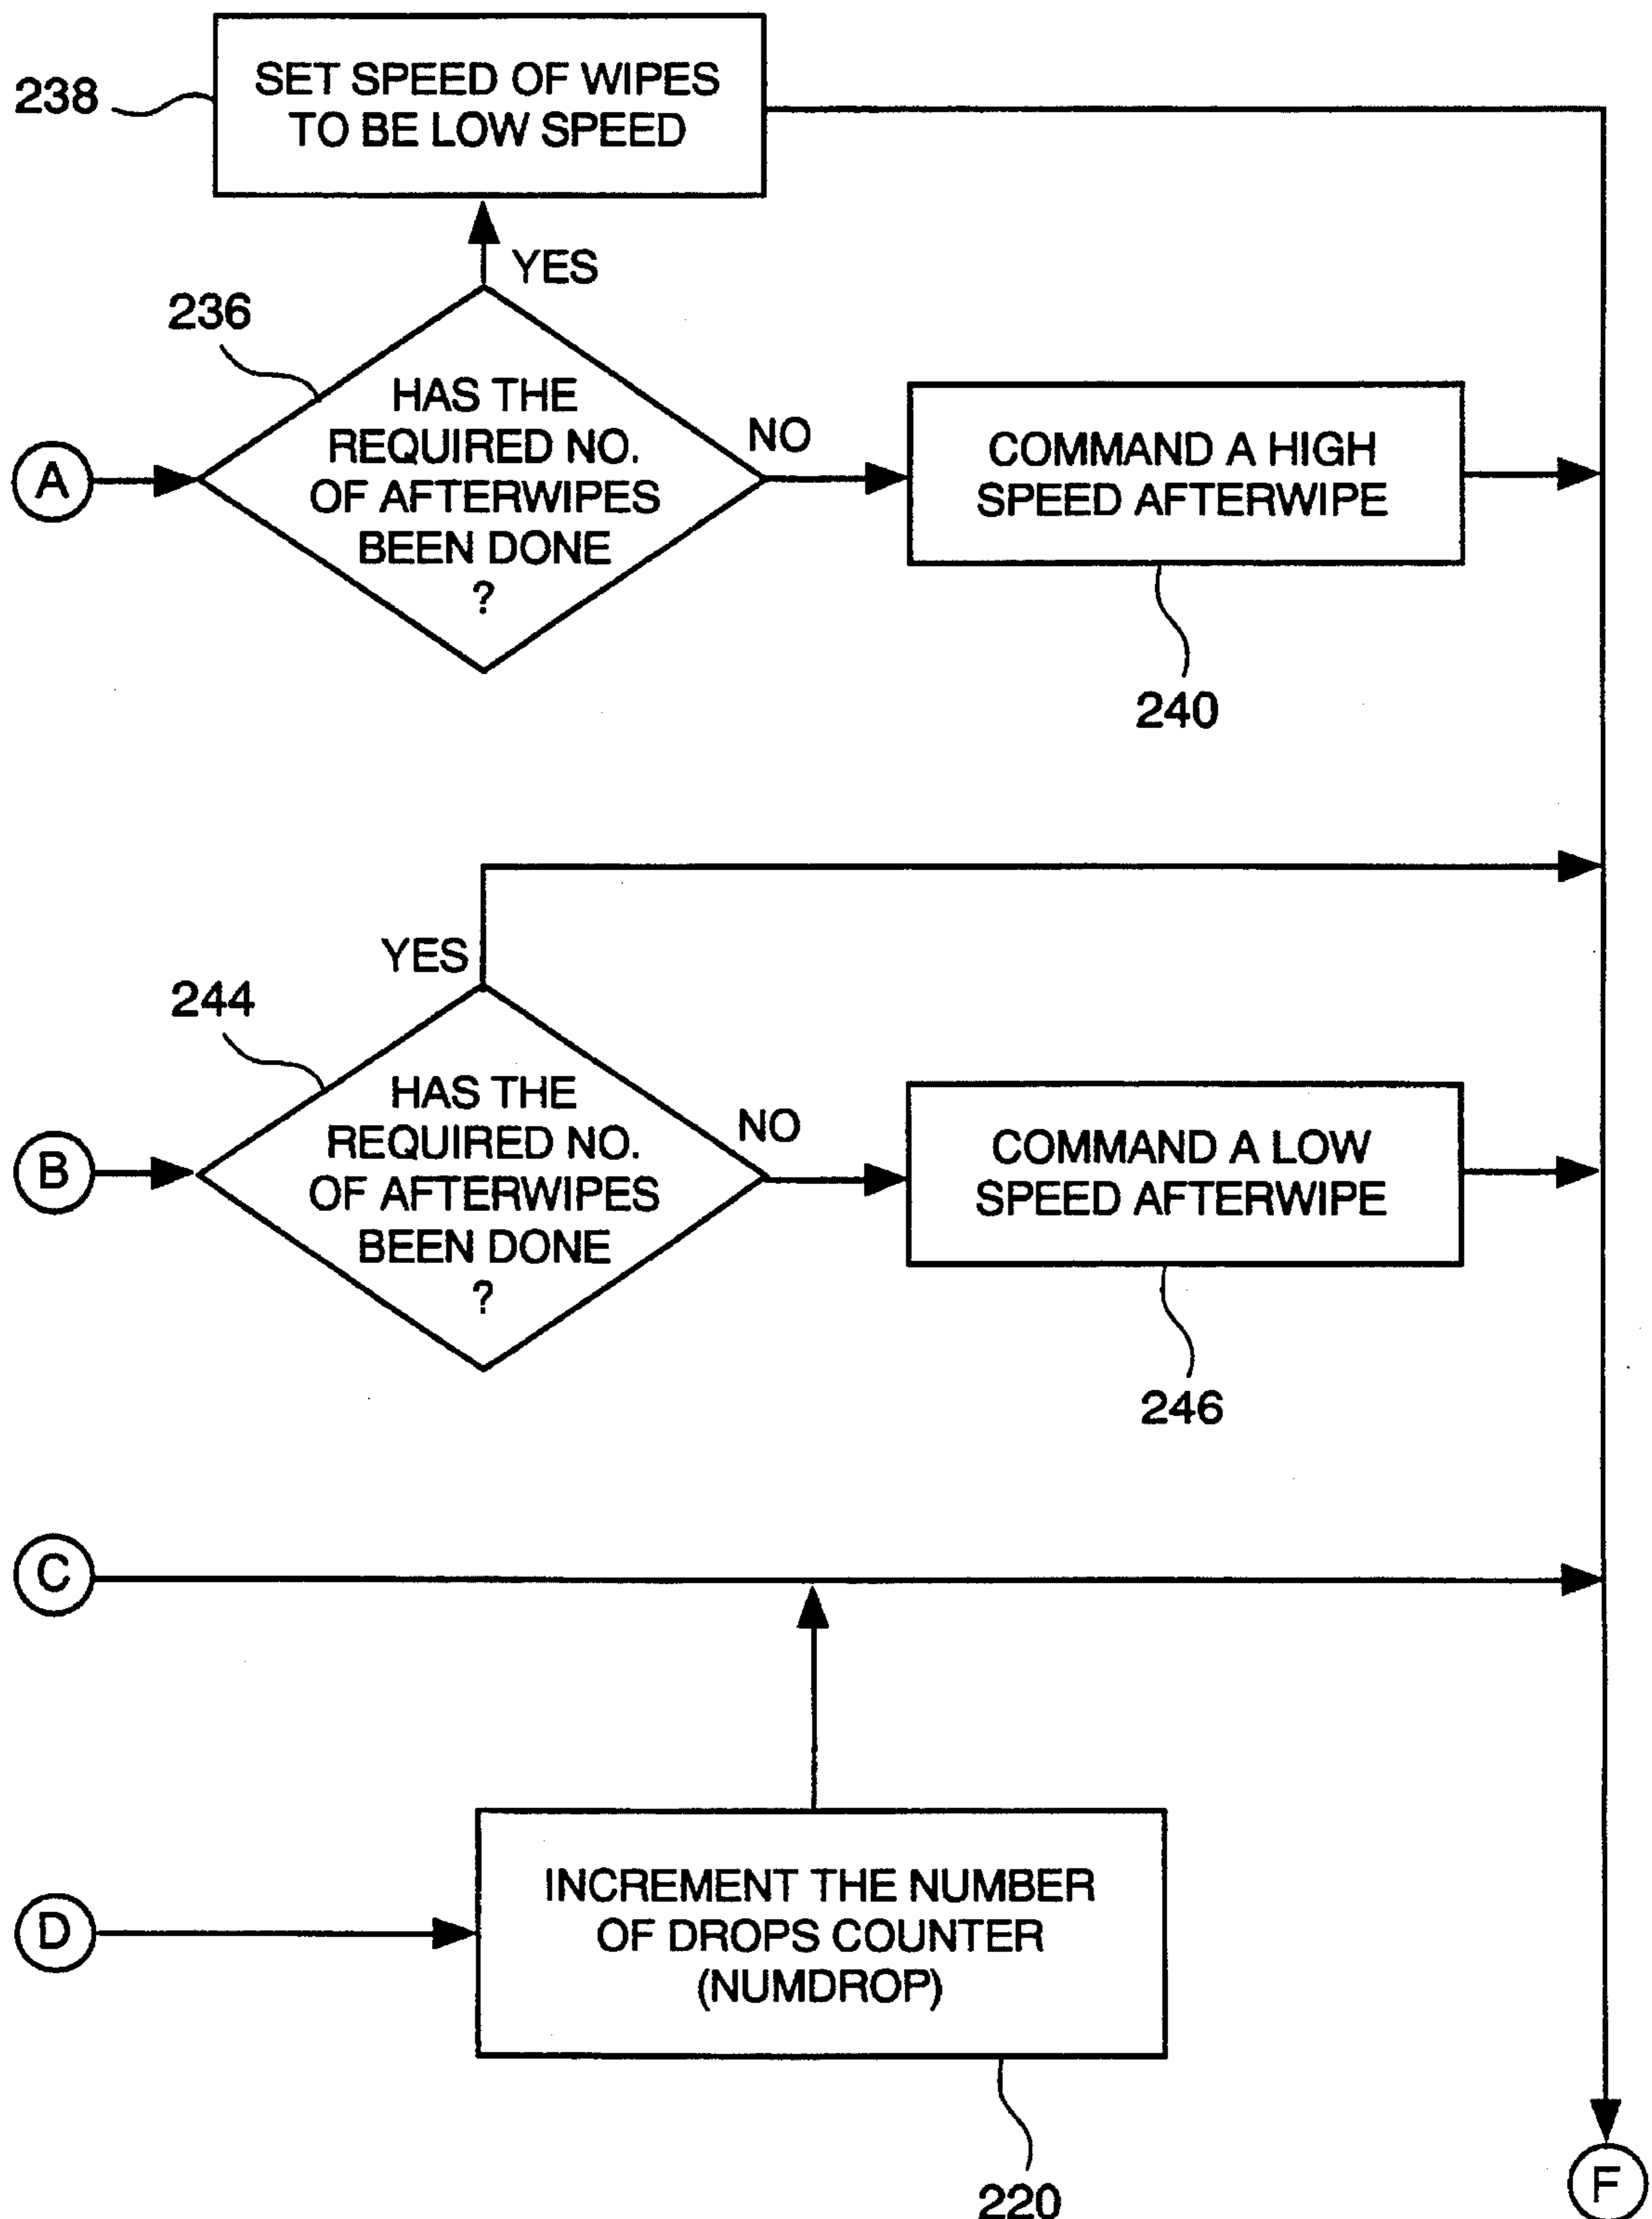 SET SPEED OF WIPES
TO BE LOW SPEED
238
YES
236
HAS THE
REQUIRED NO.
OF AFTERWIPES
BEEN DONE
?
A
NO
COMMAND A HIGH
SPEED AFTERWIPE
240
YES
244
HAS THE
REQUIRED NO.
OF AFTERWIPES
BEEN DONE
?
B
NO
COMMAND A LOW
SPEED AFTERWIPE
246
C
D
INCREMENT THE NUMBER
OF DROPS COUNTER
(NUMDROP)
220
F